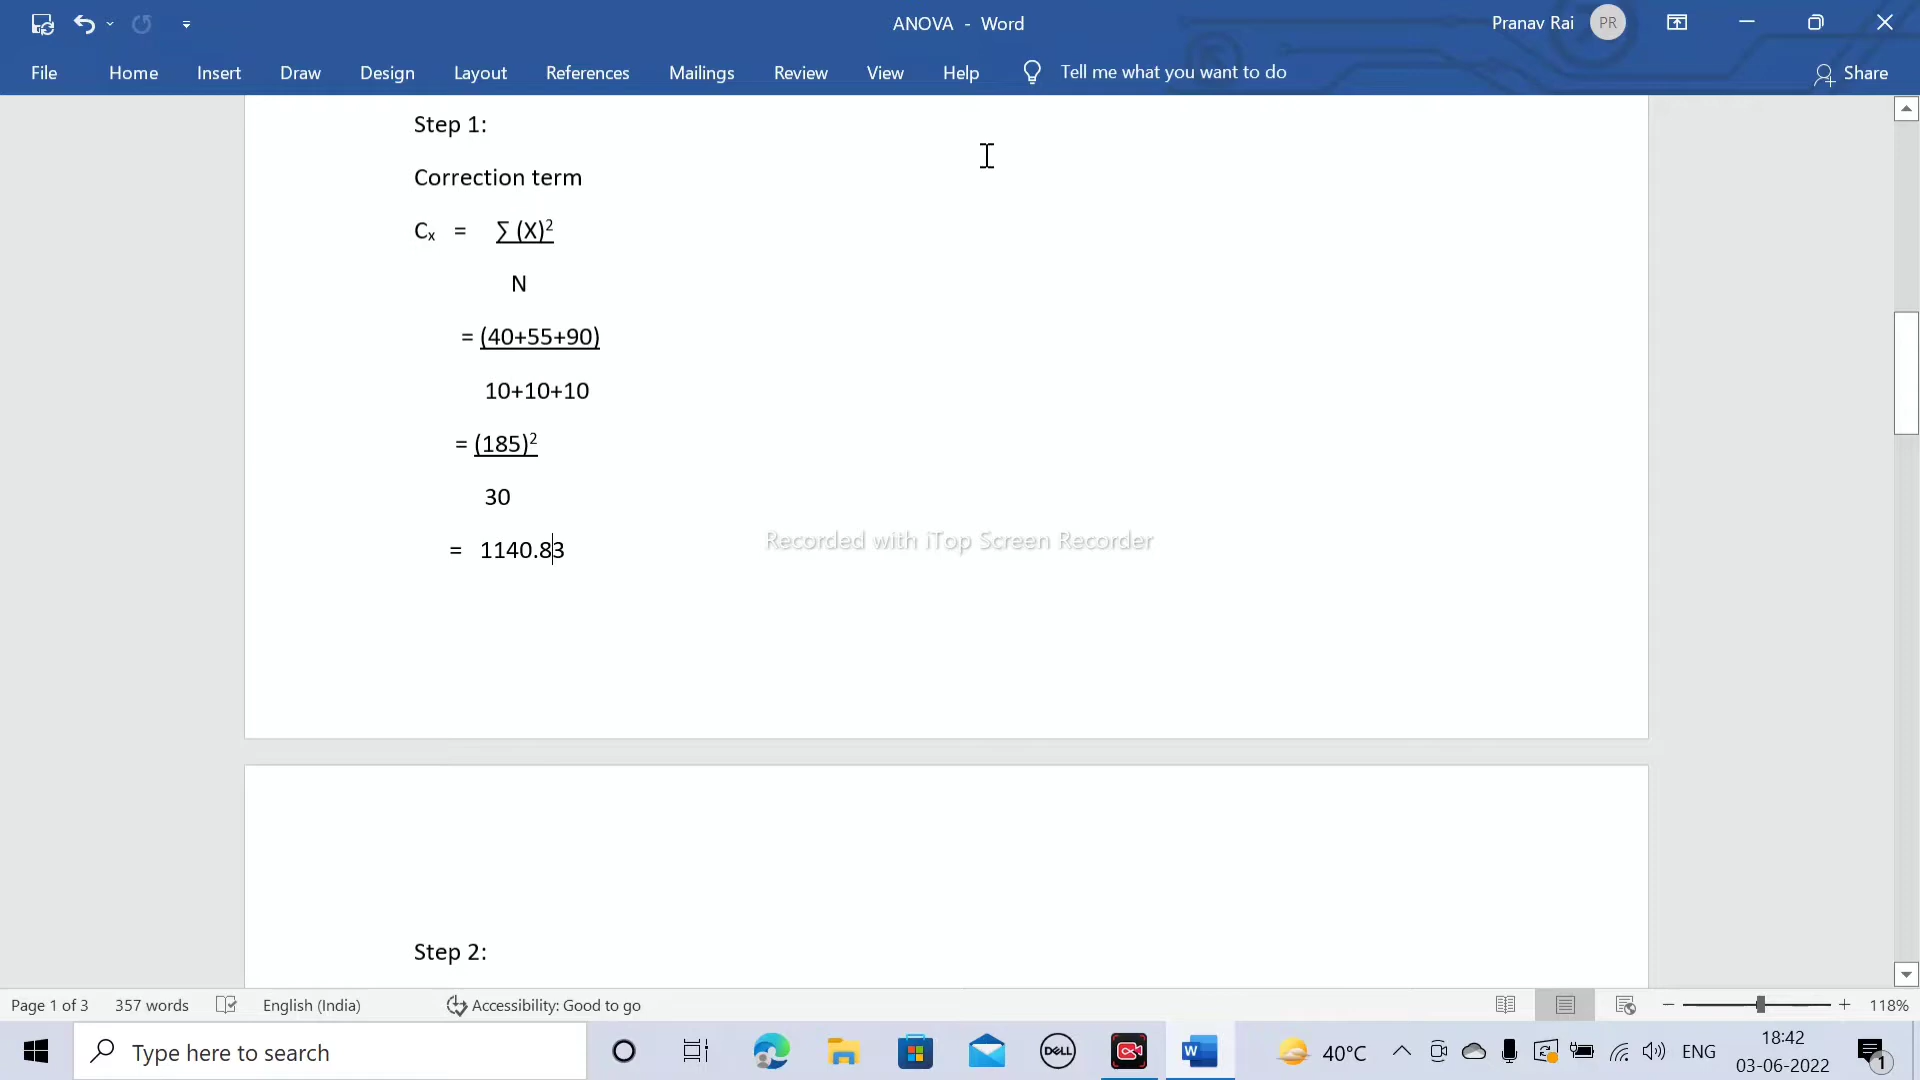 ANOVA - Word
Pranav Rai PR
File Home Insert Draw Design Layout References Mailings Review View Help Tell me what you want to do Share
Step 1:
Correction term
Cₓ = ∑ (X)²
N
= (40+55+90)
10+10+10
= (185)²
30
= 1140.83
Recorded with iTop Screen Recorder
Step 2:
Page 1 of 3 357 words English (India) Accessibility: Good to go 118%
Type here to search
DELL
W
40°C
ENG
18:42
03-06-2022
1